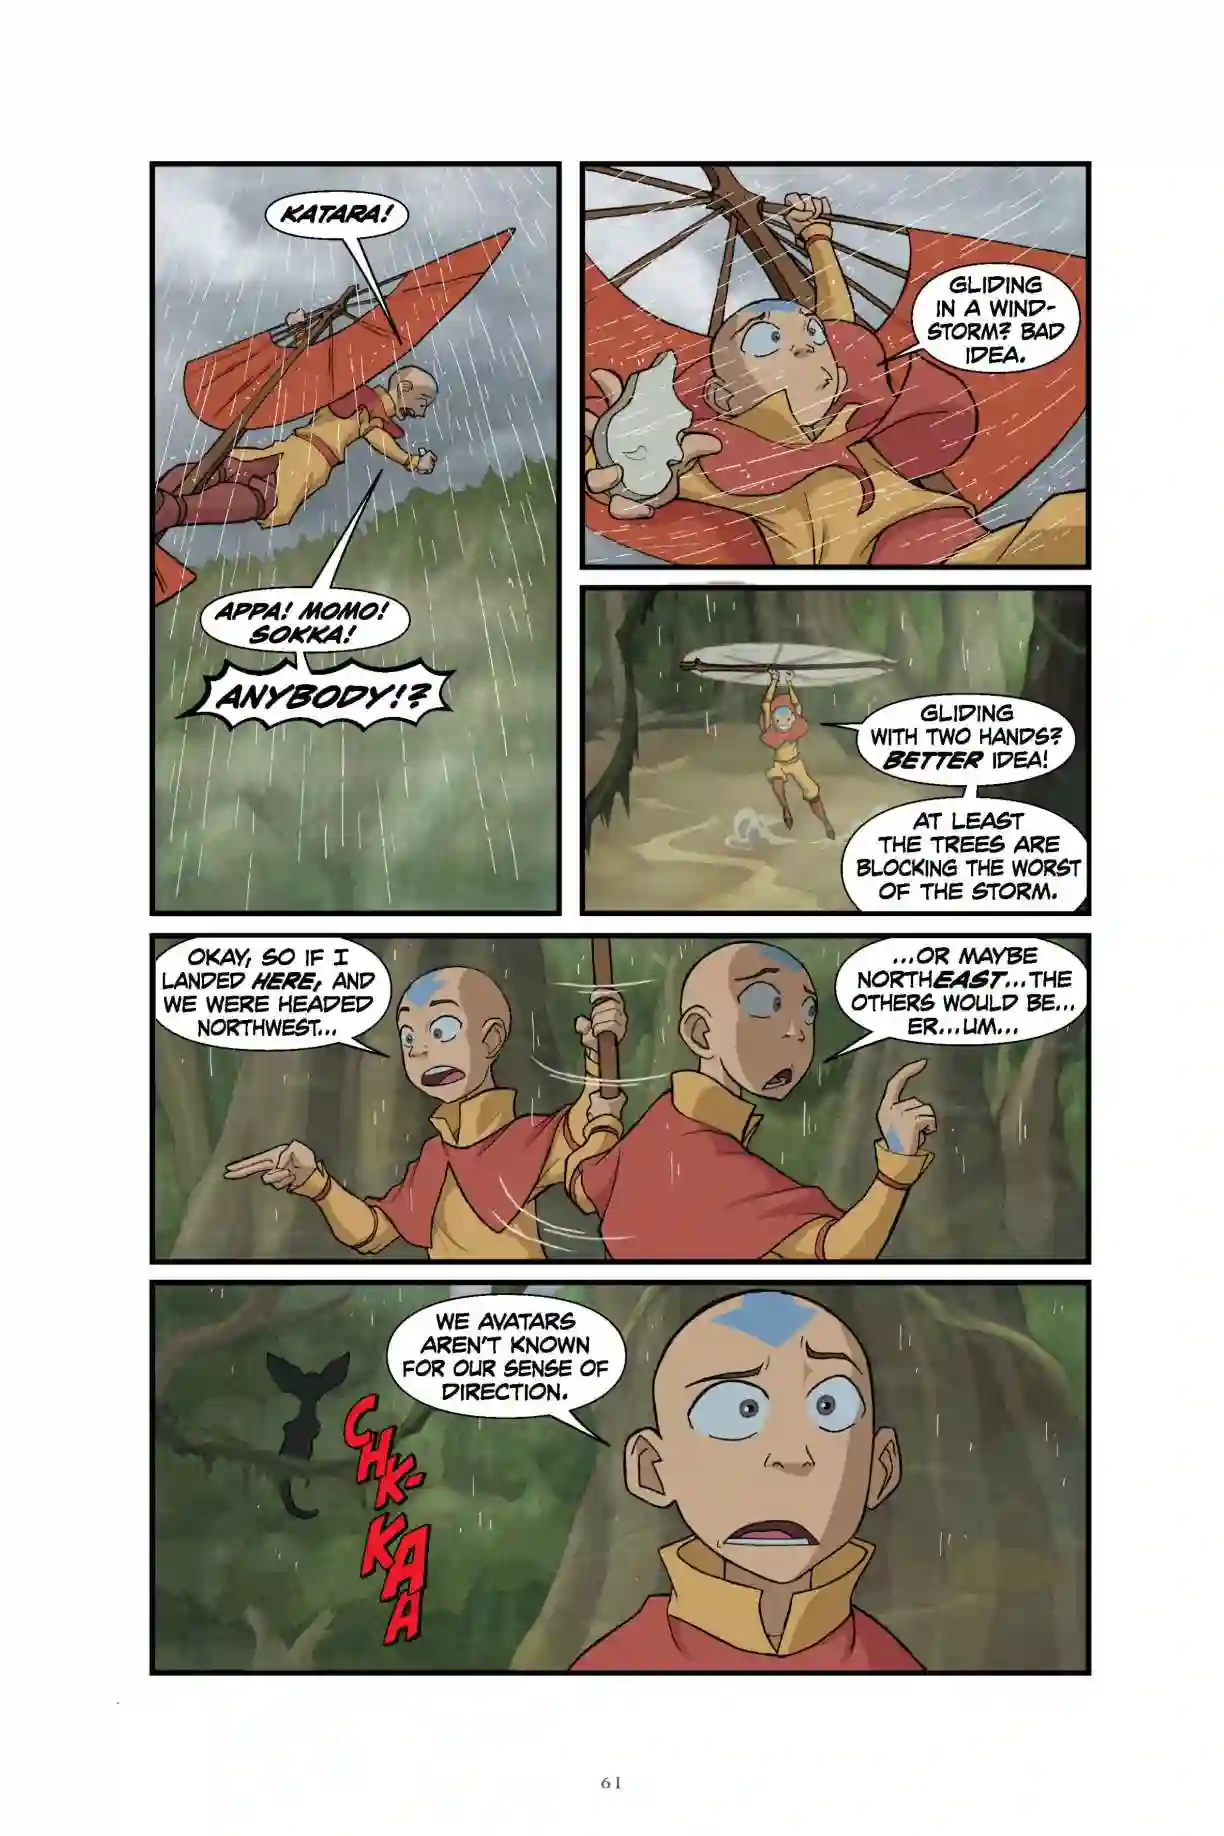 KATARA!
APPA! MOMO!
SOKKA!
ANYBODY!?
GLIDING
IN A WIND-
STORM? BAD
IDEA.
GLIDING
WITH TWO HANDS?
BETTER IDEA!
AT LEAST
THE TREES ARE
BLOCKING THE WORST
OF THE STORM.
OKAY, SO IF I
LANDED HERE, AND
WE WERE HEADED
NORTHWEST...
...OR MAYBE
NORTHEAST...THE
OTHERS WOULD BE...
ER...UM...
WE AVATARS
AREN'T KNOWN
FOR OUR SENSE OF
DIRECTION.
CHK-
KAA
61